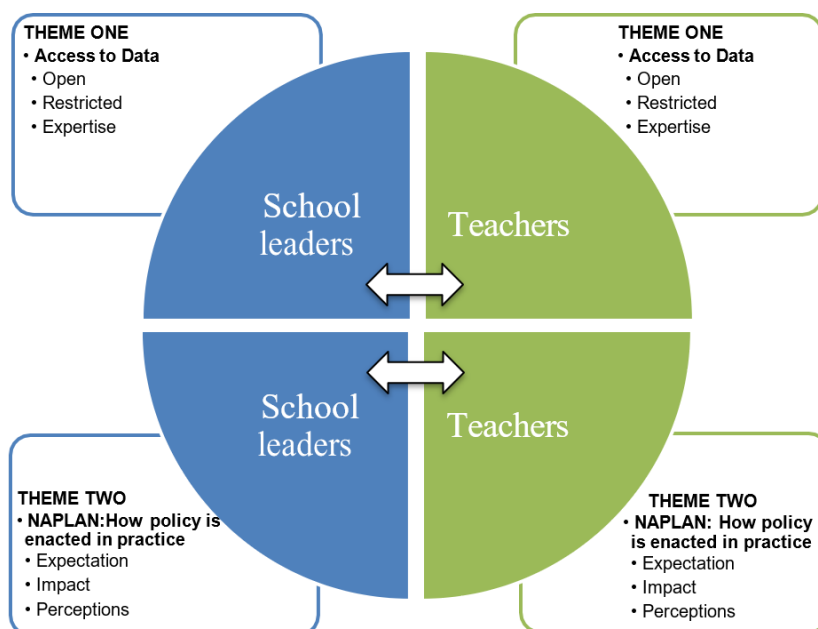 THEME ONE
• Access to Data
• Open
• Restricted
• Expertise
THEME ONE
• Access to Data
• Open
• Restricted
• Expertise
School
leaders
Teachers
School
leaders
Teachers
THEME TWO
• NAPLAN:How policy is
enacted in practice
• Expectation
• Impact
• Perceptions
THEME TWO
• NAPLAN: How policy
is enacted in practice
• Expectation
• Impact
• Perceptions